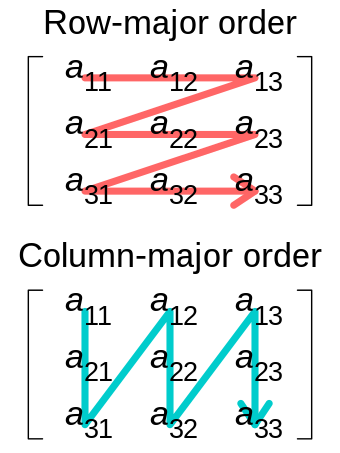 Row-major order
a11 a12 a13
a21 a22 a23
a31 a32 a33
Column-major order
a11 a12 a13
a21 a22 a23
a31 a32 a33